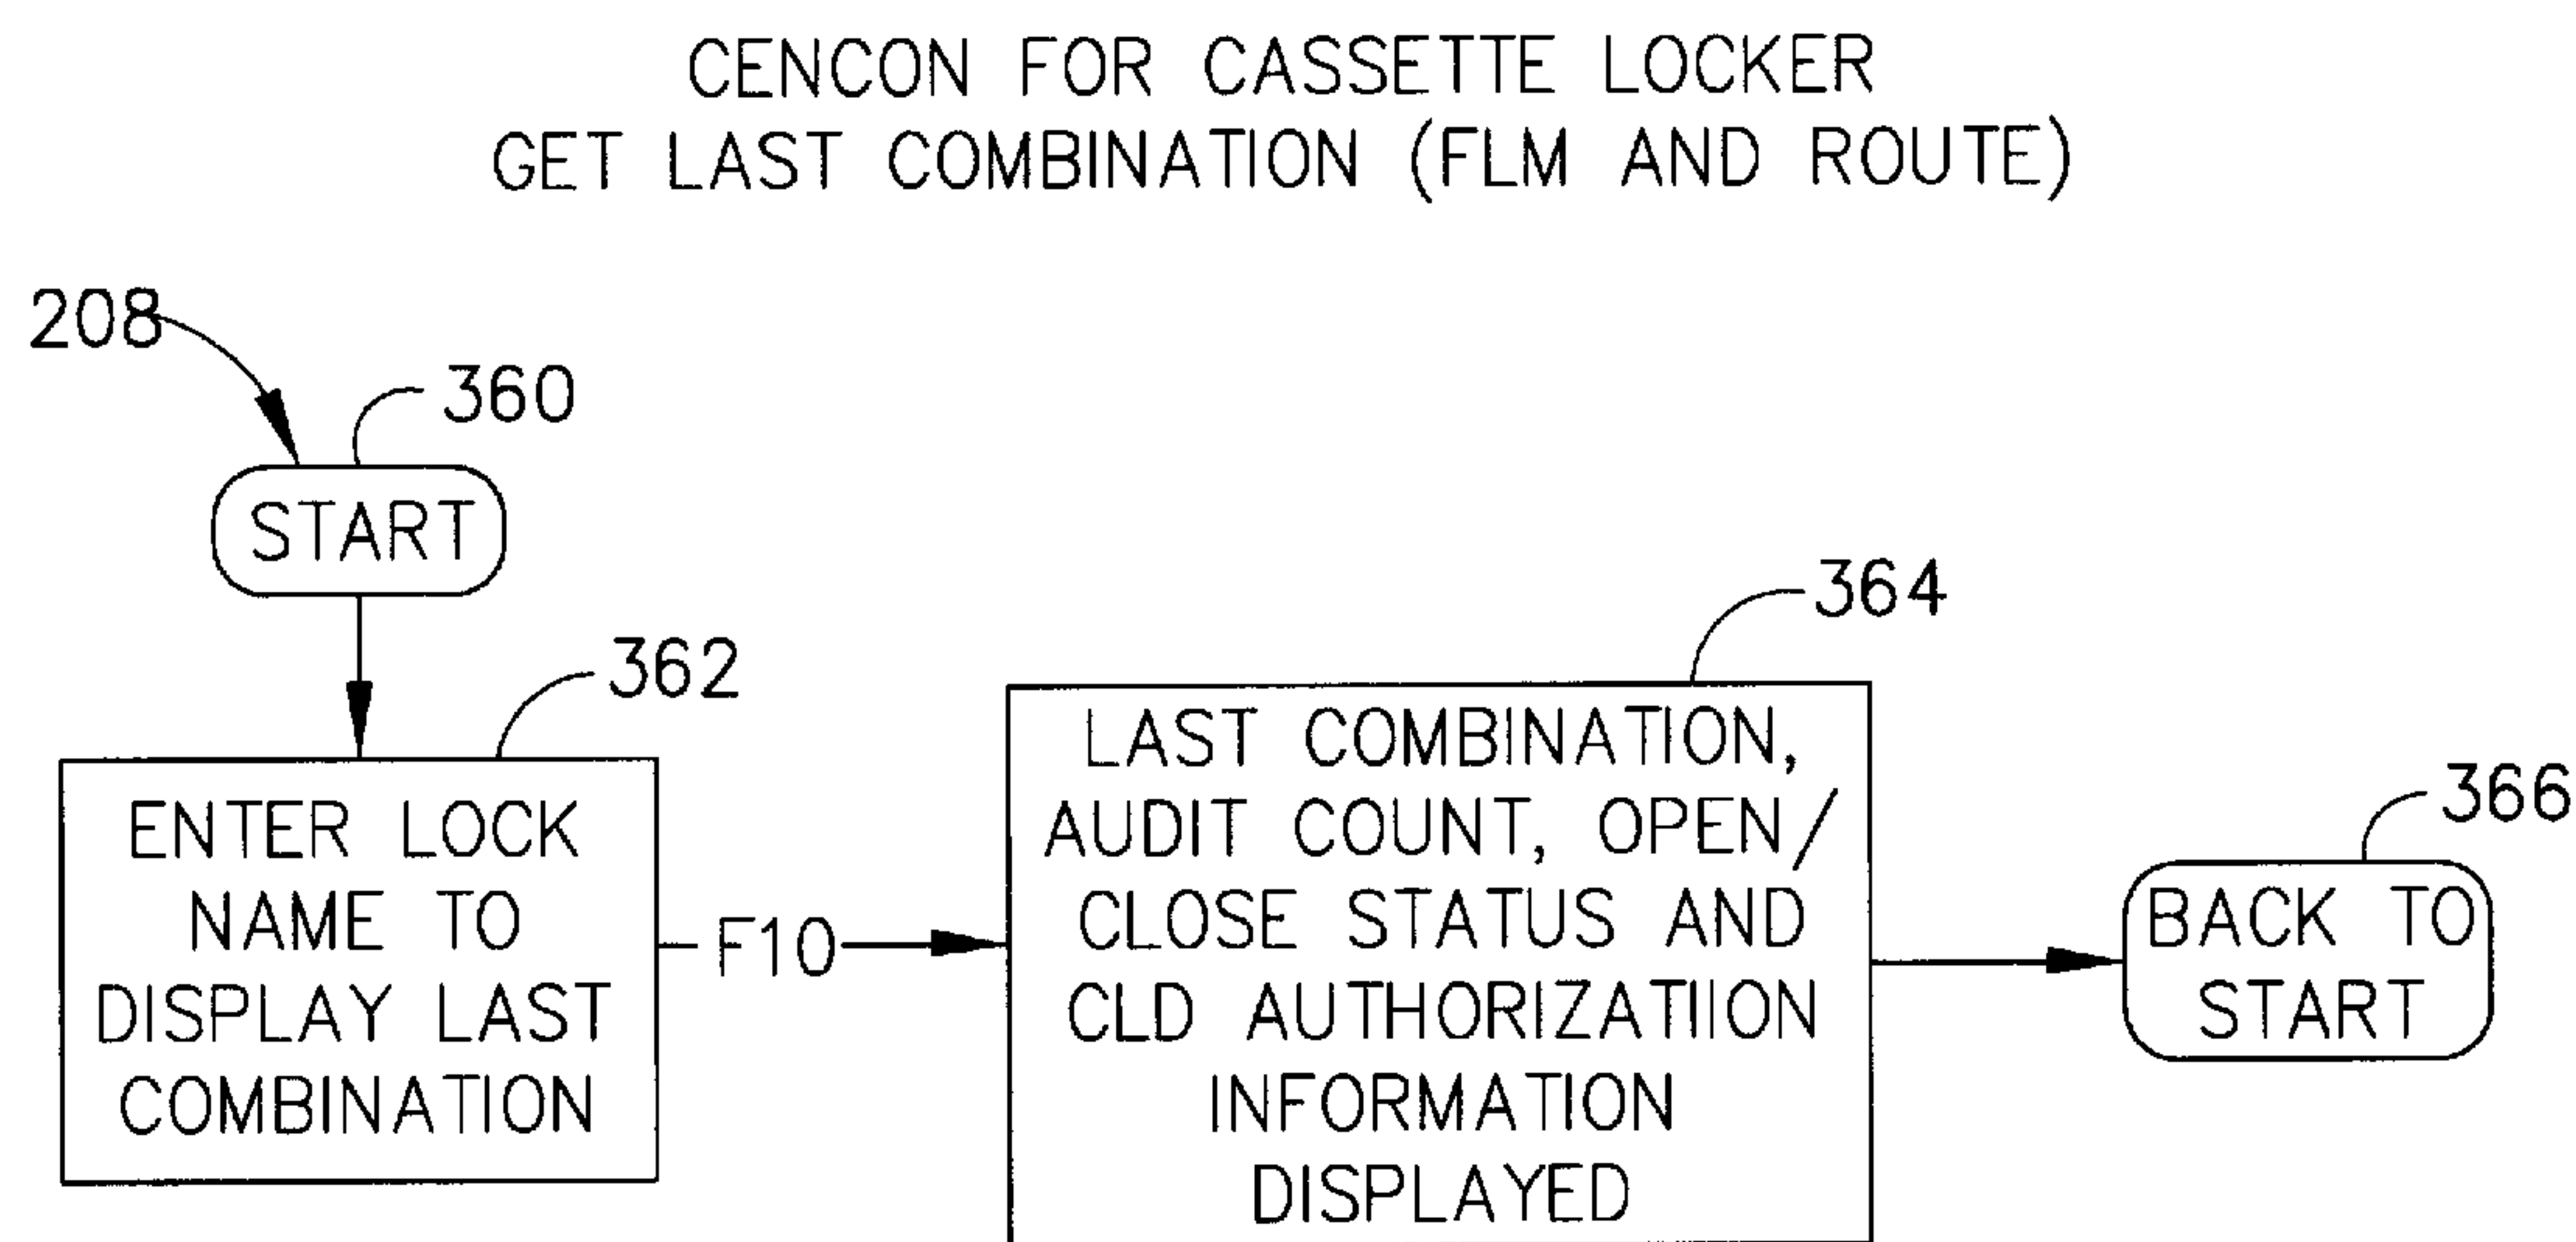 CENCON FOR CASSETTE LOCKER
GET LAST COMBINATION (FLM AND ROUTE)
208
360
START
362
ENTER LOCK
NAME TO
DISPLAY LAST
COMBINATION
F10
364
LAST COMBINATION,
AUDIT COUNT, OPEN/
CLOSE STATUS AND
CLD AUTHORIZATIION
INFORMATION
DISPLAYED
366
BACK TO
START